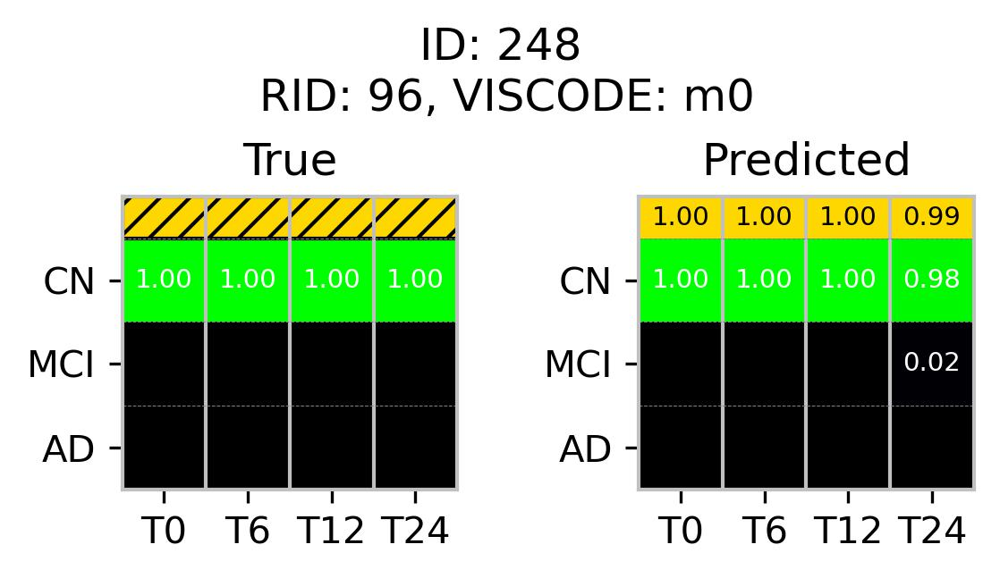 ID: 248
RID: 96, VISCODE: m0
True
Predicted
1.00 1.00 1.00 0.99
CN 1.00 1.00 1.00 1.00
CN 1.00 1.00 1.00 0.98
MCI
MCI 0.02
AD
AD
T0 T6 T12 T24
T0 T6 T12 T24